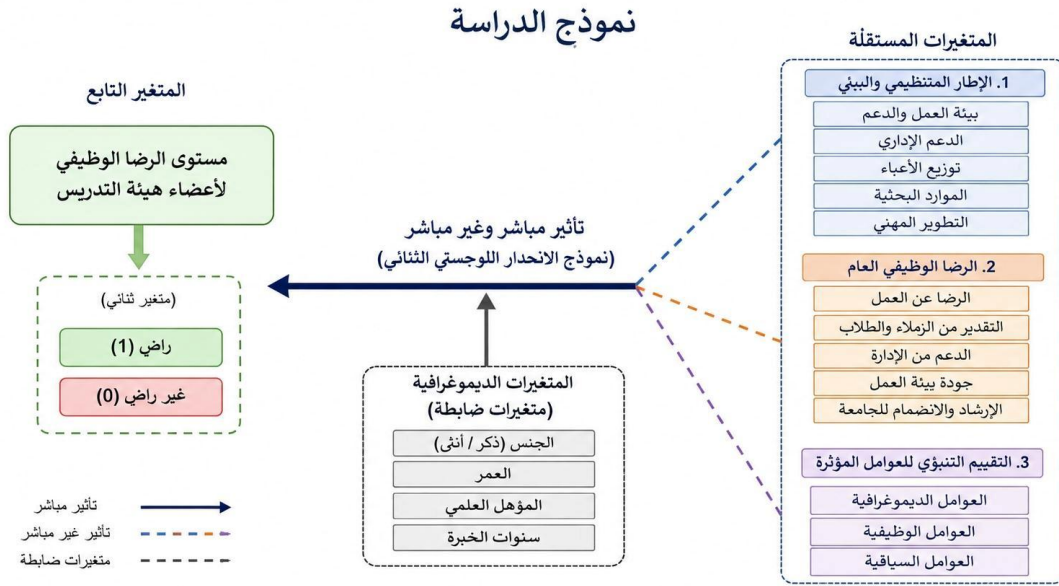 نموذج الدراسة
المتغيرات المستقلة
1. الإطار المتنظيمي والبيئي
بيئة العمل والدعم
الدعم الإداري
توزيع الأعباء
الموارد البحثية
التطوير المهني
2. الرضا الوظيفي العام
الرضا عن العمل
التقدير من الزملاء والطلاب
الدعم من الإدارة
جودة بيئة العمل
الإرشاد والانضمام للجامعة
3. التقييم التنبؤي للعوامل المؤثرة
العوامل الديموغرافية
العوامل الوظيفية
العوامل السياقية
تأثير مباشر وغير مباشر
(نموذج الانحدار اللوجستي الثنائي)
المتغيرات الديموغرافية
(متغيرات ضابطة)
الجنس (ذكر / أنثى)
العمر
المؤهل العلمي
سنوات الخبرة
المتغير التابع
مستوى الرضا الوظيفي
لأعضاء هيئة التدريس
(متغير ثنائي)
راضي (1)
غير راضي (0)
تأثير مباشر
تأثير غير مباشر
متغيرات ضابطة